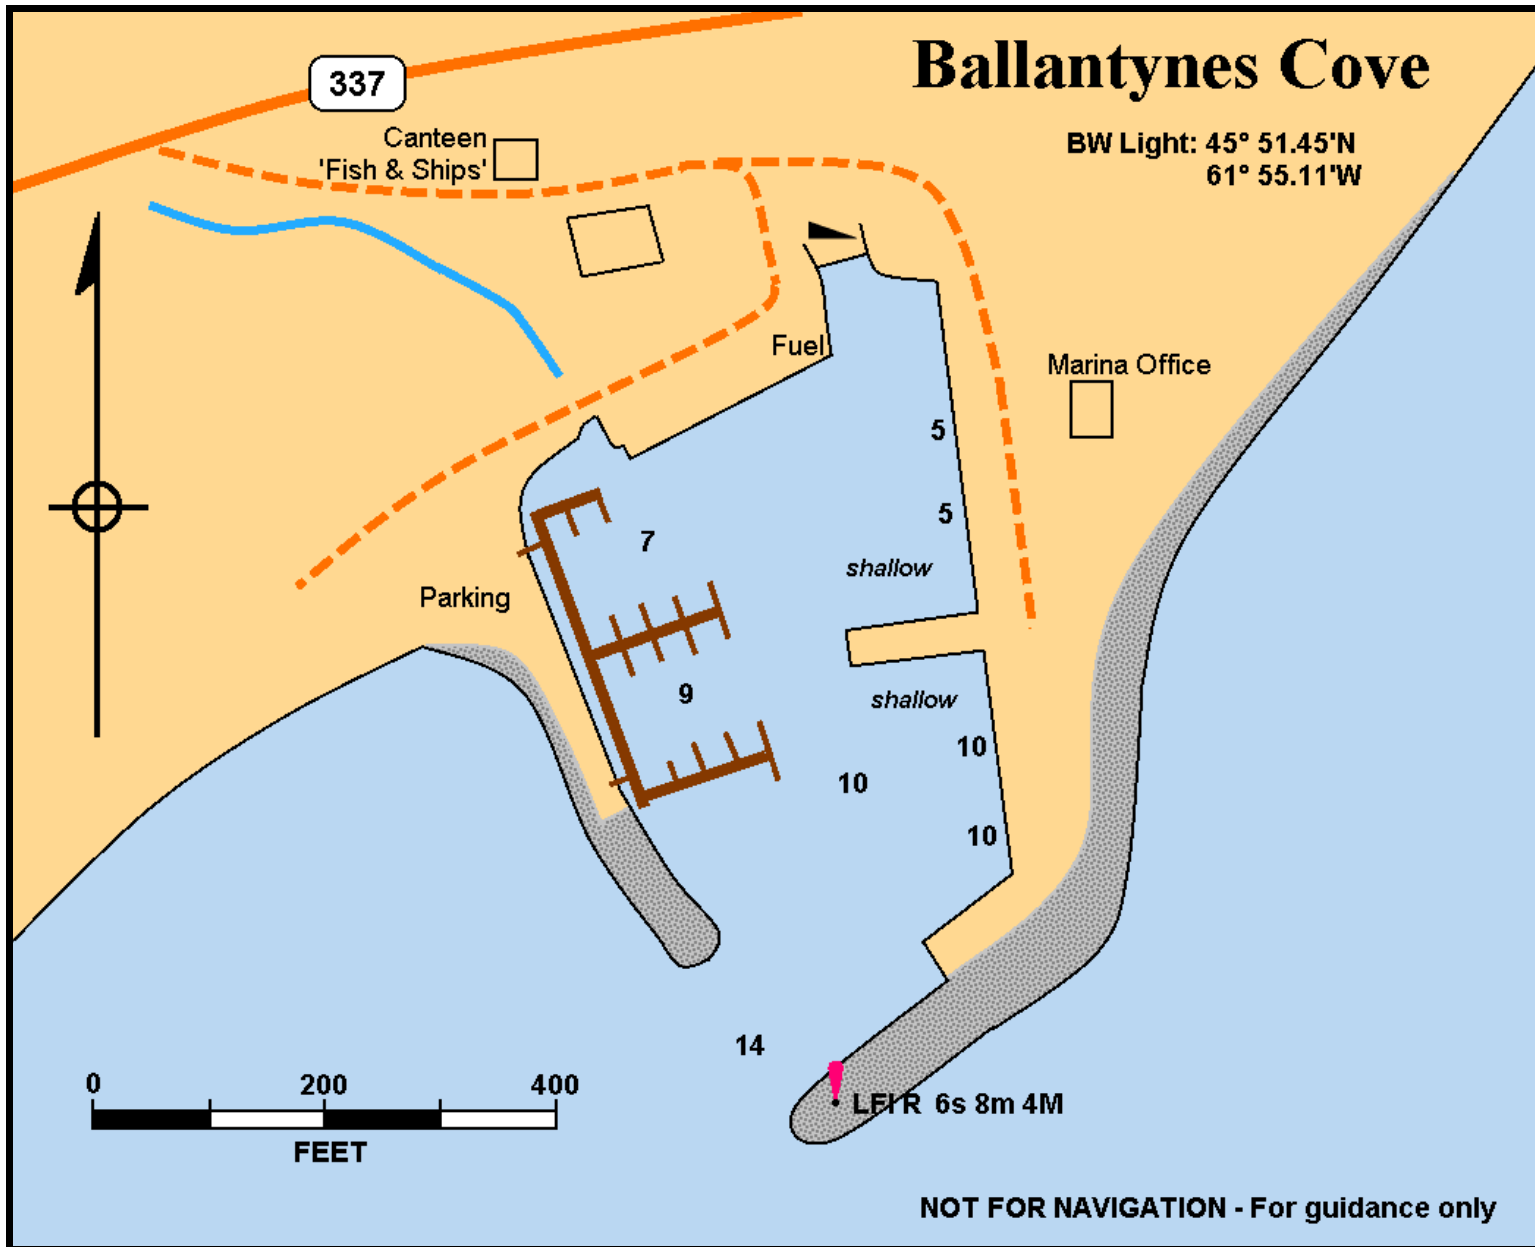 Ballantynes Cove
337
BW Light: 45° 51.45'N
61° 55.11'W
Canteen
'Fish & Ships'
Fuel
Marina Office
5
5
7
shallow
Parking
9
shallow
10
10
10
14
0 200 400
FEET
LFl R 6s 8m 4M
NOT FOR NAVIGATION - For guidance only